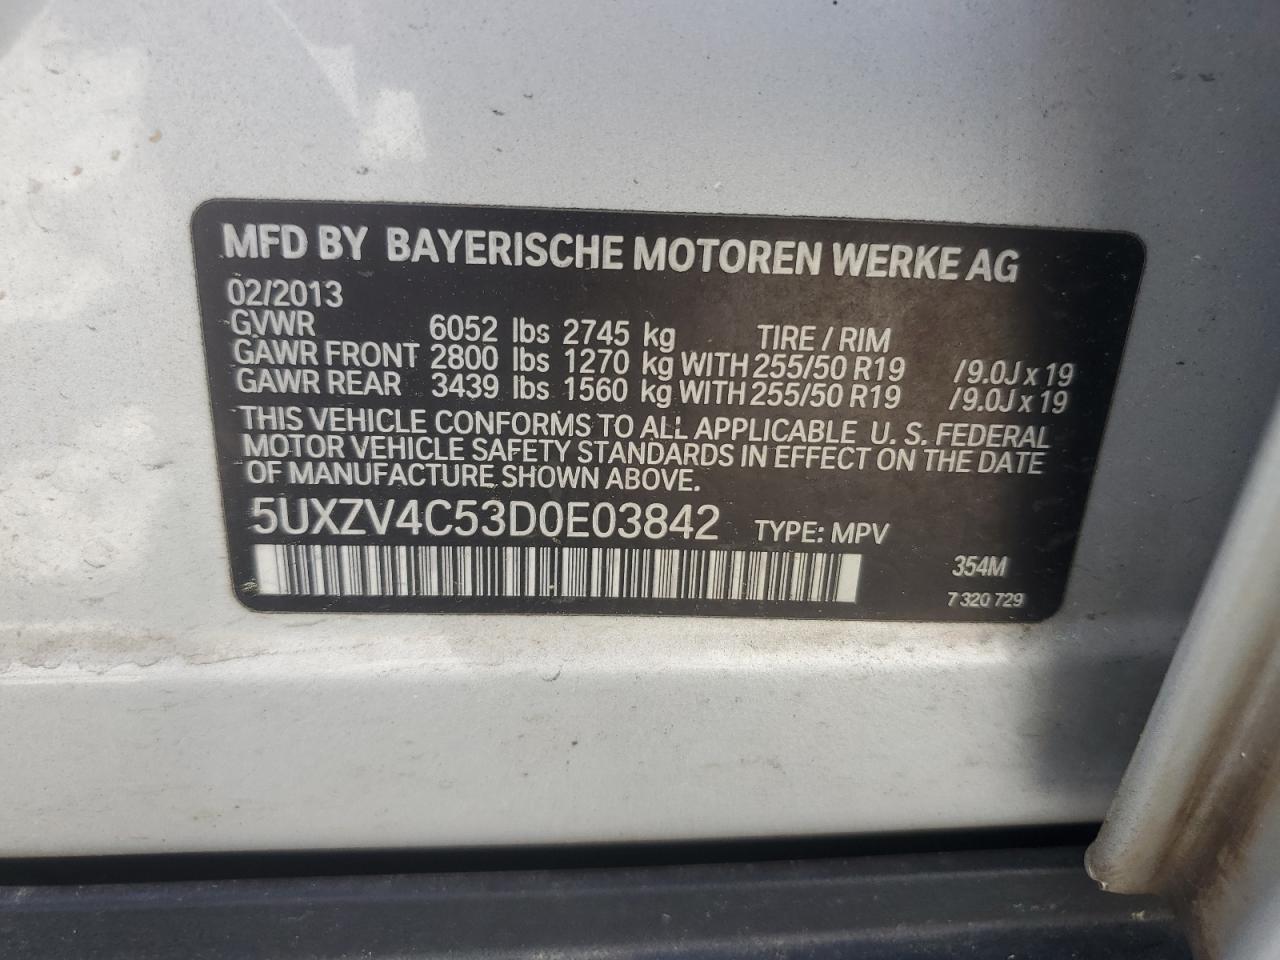 MFD BY BAYERISCHE MOTOREN WERKE AG
02/2013
GVWR 6052 lbs 2745 kg TIRE / RIM
GAWR FRONT 2800 lbs 1270 kg WITH 255/50 R19 /9.0J x 19
GAWR REAR 3439 lbs 1560 kg WITH 255/50 R19 /9.0J x 19
THIS VEHICLE CONFORMS TO ALL APPLICABLE U. S. FEDERAL
MOTOR VEHICLE SAFETY STANDARDS IN EFFECT ON THE DATE
OF MANUFACTURE SHOWN ABOVE.
5UXZV4C53D0E03842 TYPE: MPV
354M
7 320 729